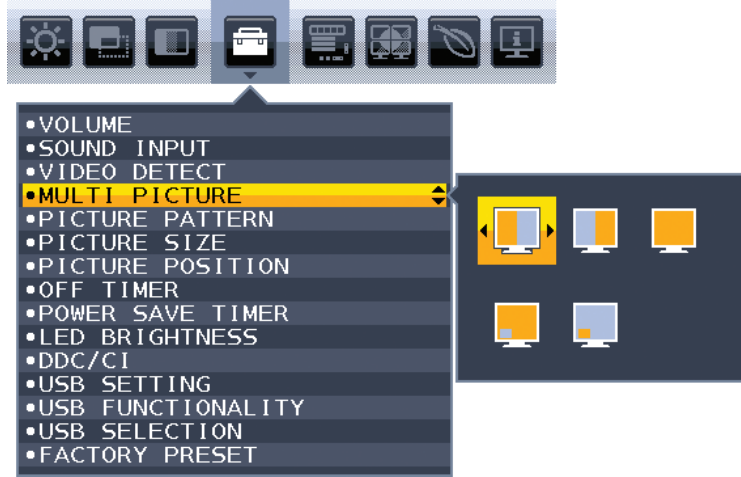 •VOLUME
•SOUND INPUT
•VIDEO DETECT
•MULTI PICTURE
•PICTURE PATTERN
•PICTURE SIZE
•PICTURE POSITION
•OFF TIMER
•POWER SAVE TIMER
•LED BRIGHTNESS
•DDC/CI
•USB SETTING
•USB FUNCTIONALITY
•USB SELECTION
•FACTORY PRESET